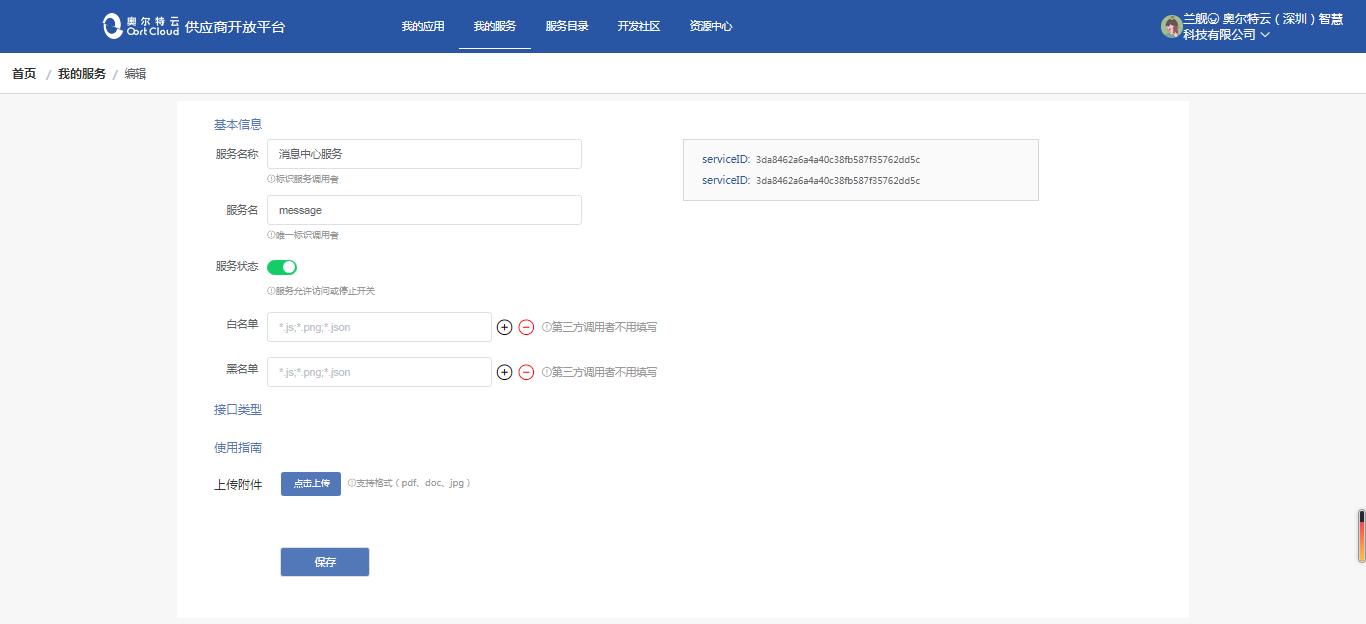 奥尔特云
Oort Cloud
供应商开放平台
我的应用
我的服务
服务目录
开发社区
资源中心
兰舰 奥尔特云（深圳）智慧
科技有限公司
首页 / 我的服务 / 编辑
基本信息
服务名称
消息中心服务
标识服务调用者
serviceID: 3da8462a6a4a40c38fb587f35762dd5c
serviceID: 3da8462a6a4a40c38fb587f35762dd5c
服务名
message
唯一标识调用者
服务状态
服务允许访问或停止开关
白名单
*.js;*.png;*.json
第三方调用者不用填写
黑名单
*.js;*.png;*.json
第三方调用者不用填写
接口类型
使用指南
上传附件
点击上传
支持格式（pdf、doc、jpg）
保存